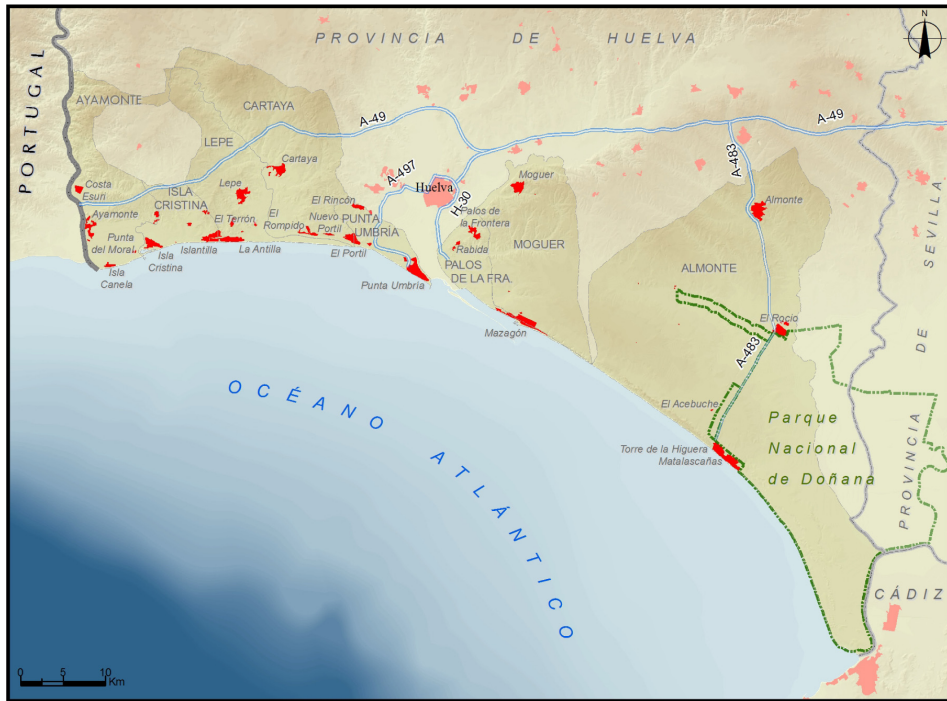 N
PROVINCIA DE HUELVA
PORTUGAL
AYAMONTE
CARTAYA
A-49
A-49
LEPE
A-483
Cartaya
A-497
Costa
Esuri
ISLA
CRISTINA
Lepe
Huelva
Moguer
H-30
El Rincón
Almonte
Ayamonte
El Terrón
El
Rompido
Nuevo
Portil
PUNTA
UMBRÍA
Palos de
la Frontera
Punta
del Moral
Isla
Cristina
Islantilla
La Antilla
El Portil
Rabida
MOGUER
Isla
Canela
PALOS
DE LA FRA.
ALMONTE
Punta Umbría
Mazagón
El Rocio
A-483
PROVINCIA DE SEVILLA
OCÉANO ATLÁNTICO
El Acebuche
Parque
Nacional
de Doñana
Torre de la Higuera
Matalascañas
CÁDIZ
0 5 10
Km